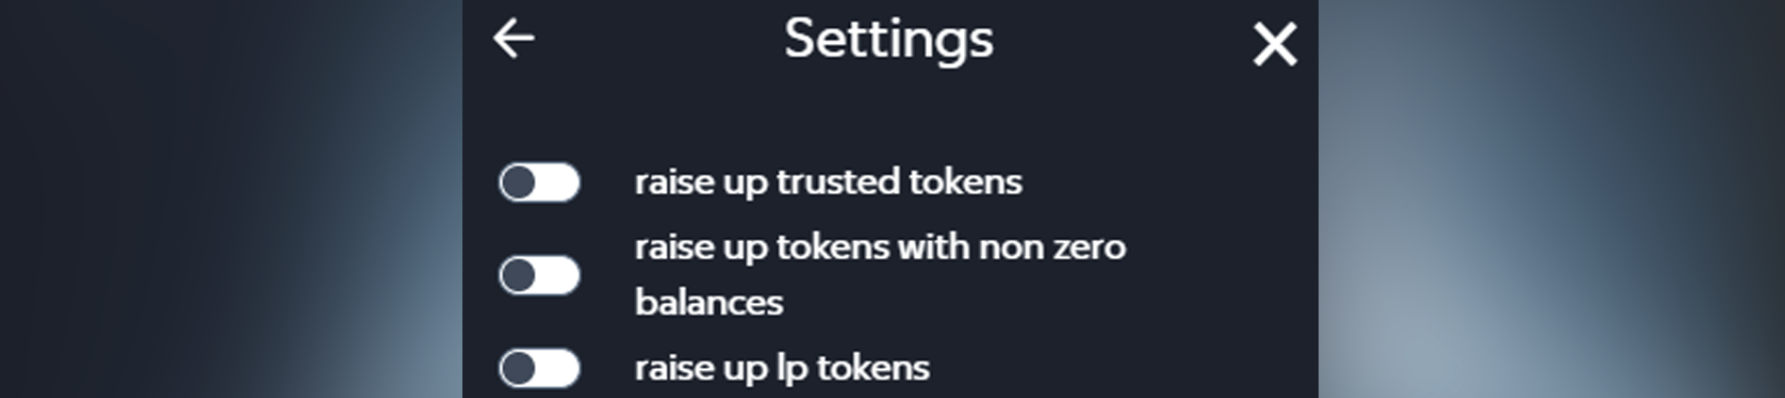 Settings
raise up trusted tokens
raise up tokens with non zero
balances
raise up lp tokens